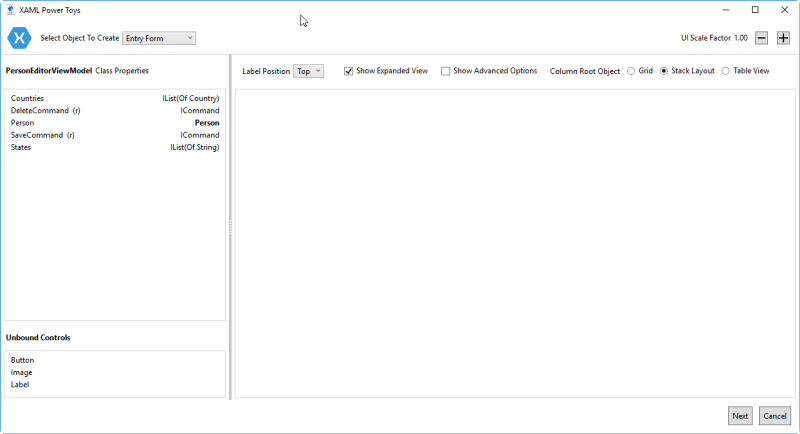 XAML Power Toys
Select Object To Create Entry Form UI Scale Factor 1.00
PersonEditorViewModel Class Properties
Label Position Top Show Expanded View Show Advanced Options Column Root Object Grid Stack Layout Table View
Countries IList(Of Country)
DeleteCommand (r) ICommand
Person Person
SaveCommand (r) ICommand
States IList(Of String)
Unbound Controls
Button
Image
Label
Next Cancel